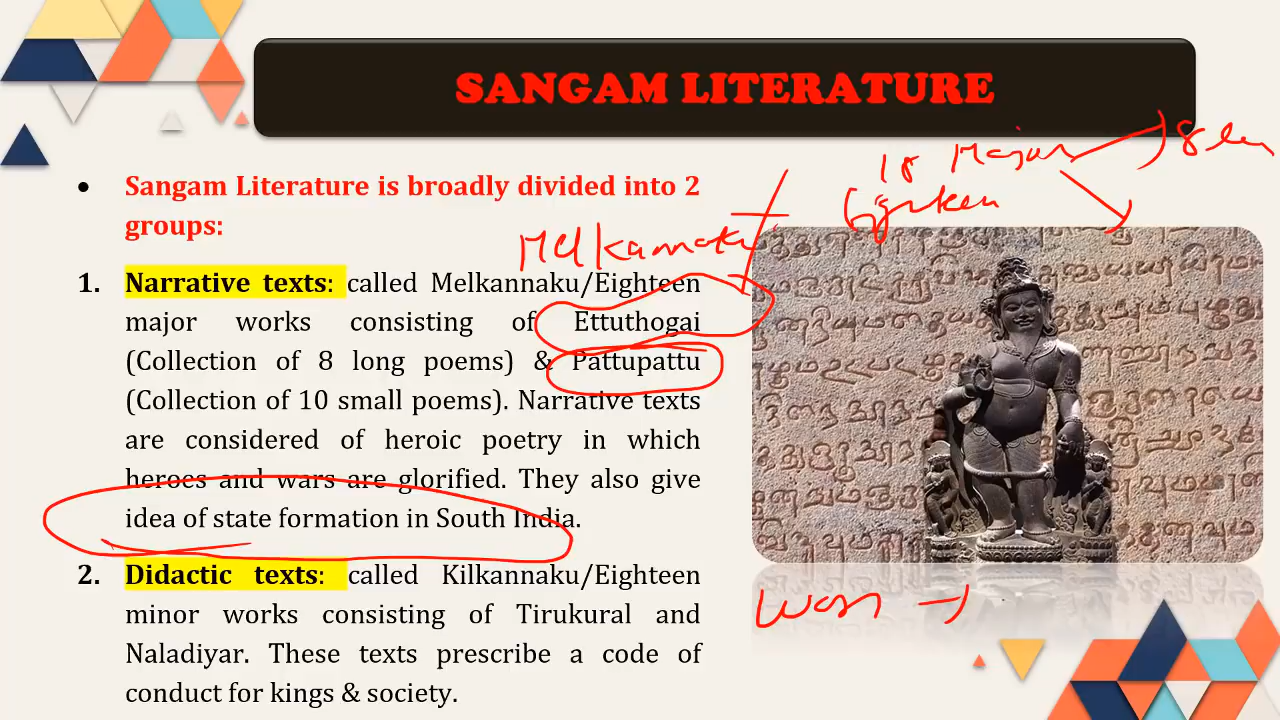 SANGAM LITERATURE
18 Major
Eighteen
Melkannaku
• Sangam Literature is broadly divided into 2
groups:
1. Narrative texts: called Melkannaku/Eighteen
major works consisting of Ettuthogai
(Collection of 8 long poems) & Pattupattu
(Collection of 10 small poems). Narrative texts
are considered of heroic poetry in which
heroes and wars are glorified. They also give
idea of state formation in South India.
2. Didactic texts: called Kilkannaku/Eighteen
minor works consisting of Tirukural and
Naladiyar. These texts prescribe a code of
conduct for kings & society.